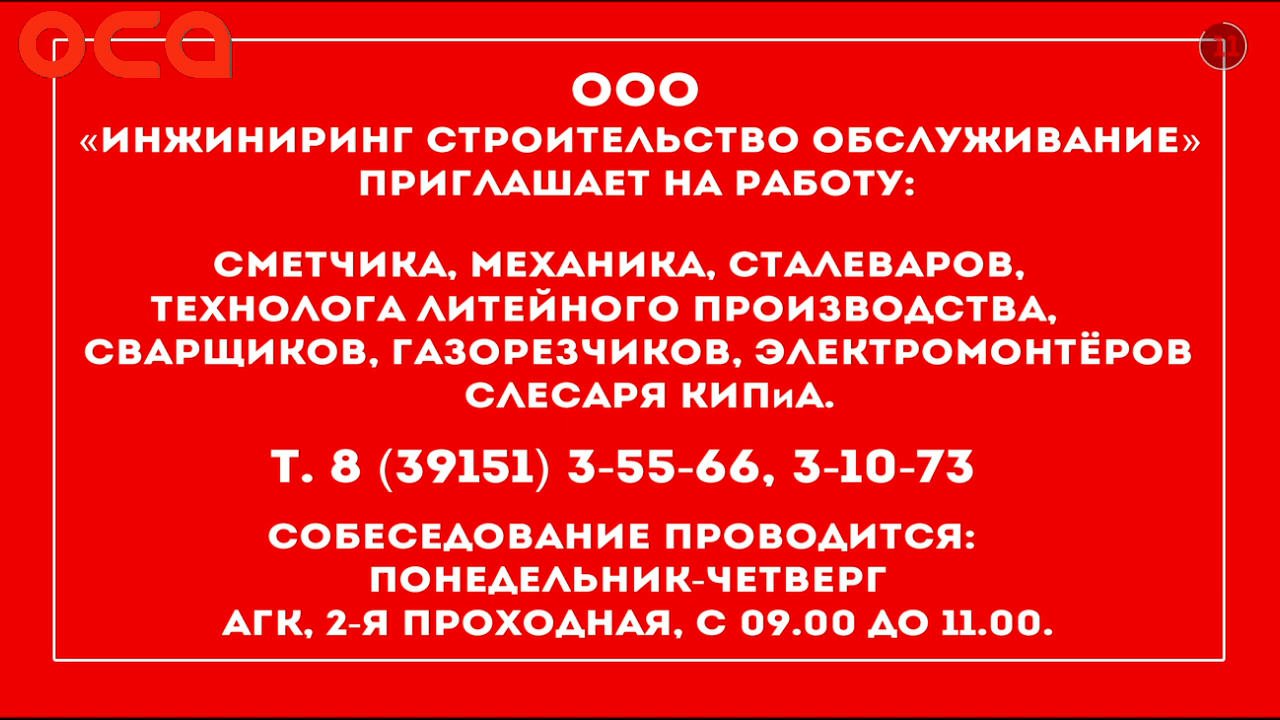 оса
11
ООО
«ИНЖИНИРИНГ СТРОИТЕЛЬСТВО ОБСЛУЖИВАНИЕ»
ПРИГЛАШАЕТ НА РАБОТУ:
СМЕТЧИКА, МЕХАНИКА, СТАЛЕВАРОВ,
ТЕХНОЛОГА ЛИТЕЙНОГО ПРОИЗВОДСТВА,
СВАРЩИКОВ, ГАЗОРЕЗЧИКОВ, ЭЛЕКТРОМОНТЁРОВ
СЛЕСАРЯ КИПиА.
Т. 8 (39151) 3-55-66, 3-10-73
СОБЕСЕДОВАНИЕ ПРОВОДИТСЯ:
ПОНЕДЕЛЬНИК-ЧЕТВЕРГ
АГК, 2-Я ПРОХОДНАЯ, С 09.00 ДО 11.00.